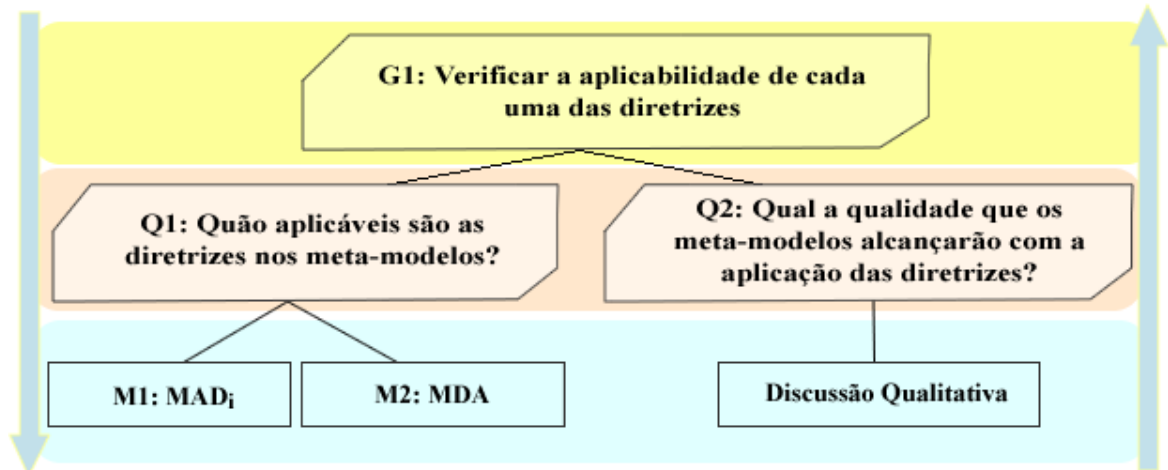 G1: Verificar a aplicabilidade de cada
uma das diretrizes
Q1: Quão aplicáveis são as
diretrizes nos meta-modelos?
Q2: Qual a qualidade que os
meta-modelos alcançarão com a
aplicação das diretrizes?
M1: MADi
M2: MDA
Discussão Qualitativa